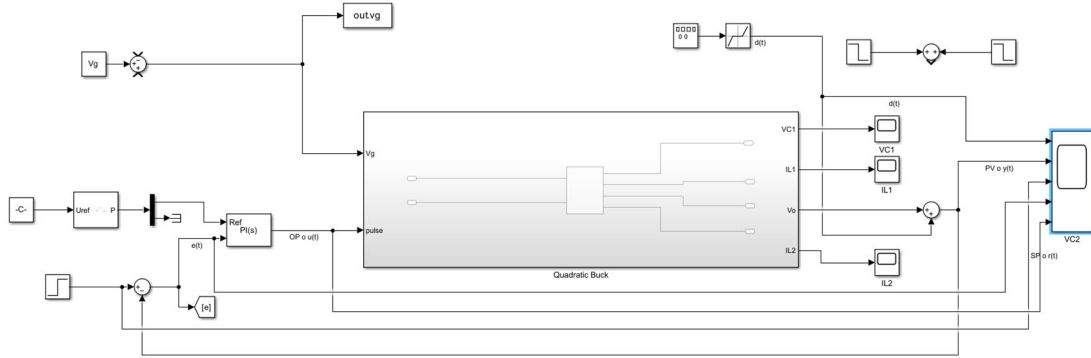 out.vg
Vg
d(t)
d(t)
VC1
Vg
VC1
IL1
IL1
PV o y(t)
-C-
Uref
P
Ref
PI(s)
Vo
pulse
OP o u(t)
e(t)
IL2
VC2
SP o r(t)
Quadratic Buck
IL2
[e]